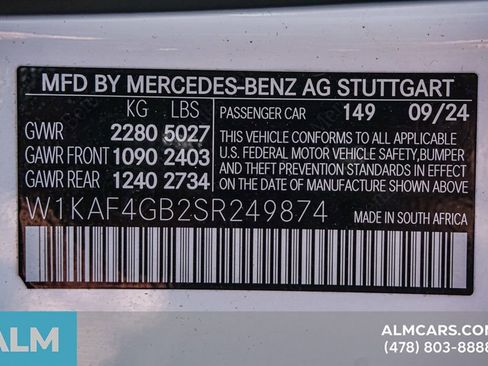 MFD BY MERCEDES-BENZ AG STUTTGART
KG LBS
GVWR 2280 5027
GAWR FRONT 1090 2403
GAWR REAR 1240 2734
PASSENGER CAR 149 09/24
THIS VEHICLE CONFORMS TO ALL APPLICABLE
U.S. FEDERAL MOTOR VEHICLE SAFETY, BUMPER
AND THEFT PREVENTION STANDARDS IN EFFECT
ON THE DATE OF MANUFACTURE SHOWN ABOVE.
W1KAF4GB2SR249874 MADE IN SOUTH AFRICA
ALM
ALMCARS.COM
(478) 803-8888